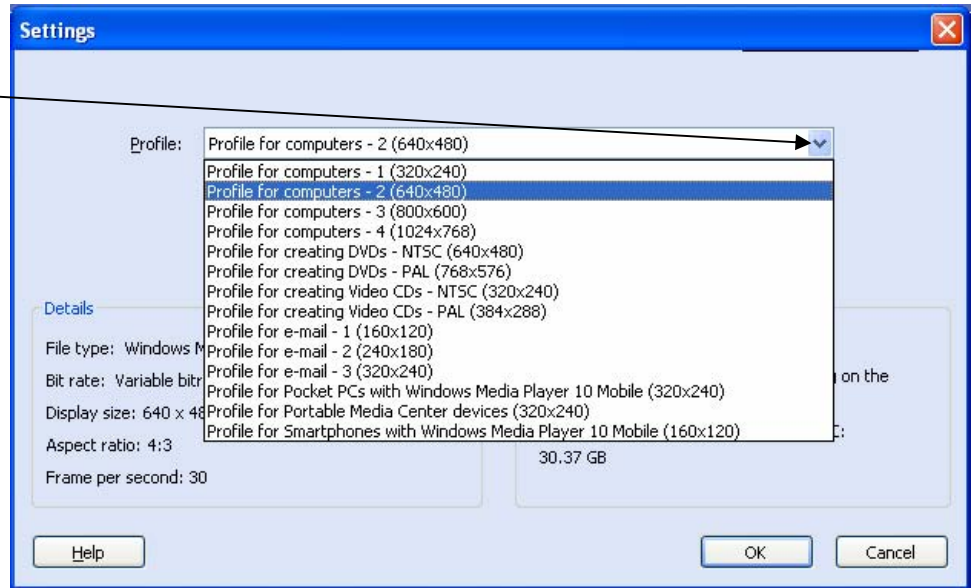 Settings
Profile: Profile for computers - 2 (640x480)
Profile for computers - 1 (320x240)
Profile for computers - 2 (640x480)
Profile for computers - 3 (800x600)
Profile for computers - 4 (1024x768)
Profile for creating DVDs - NTSC (640x480)
Profile for creating DVDs - PAL (768x576)
Profile for creating Video CDs - NTSC (320x240)
Profile for creating Video CDs - PAL (384x288)
Profile for e-mail - 1 (160x120)
Profile for e-mail - 2 (240x180)
Profile for e-mail - 3 (320x240)
Profile for Pocket PCs with Windows Media Player 10 Mobile (320x240)
Profile for Portable Media Center devices (320x240)
Profile for Smartphones with Windows Media Player 10 Mobile (160x120)
Details
File type: Windows
Bit rate: Variable
Display size: 640 x
Aspect ratio: 4:3
Frame per second: 30
on the
30.37 GB
Help
OK
Cancel